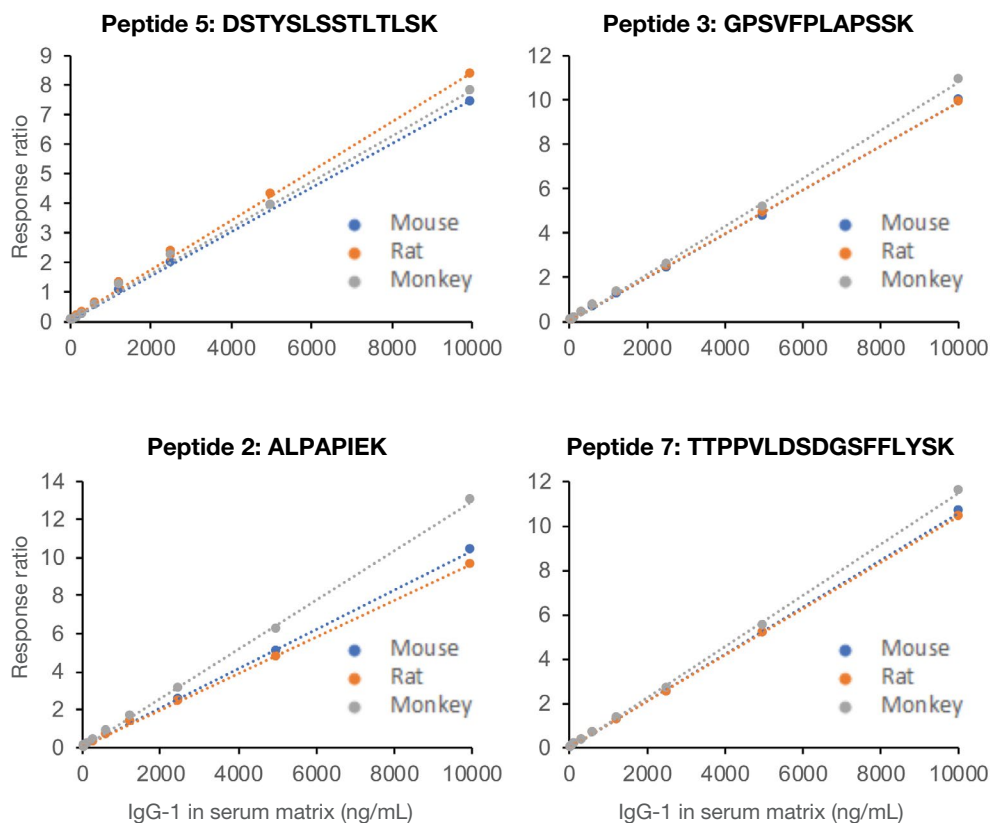 Peptide 5: DSTYSLSSTLTLSK
9
8
7
6
5
4
3
2
1
0
Response ratio
Mouse
Rat
Monkey
0 2000 4000 6000 8000 10000
Peptide 3: GPSVFPLAPSSK
12
10
8
6
4
2
0
Mouse
Rat
Monkey
0 2000 4000 6000 8000 10000
Peptide 2: ALPAPIEK
14
12
10
8
6
4
2
0
Response ratio
Mouse
Rat
Monkey
0 2000 4000 6000 8000 10000
IgG-1 in serum matrix (ng/mL)
Peptide 7: TTPPVLDSDGSFFLYSK
12
10
8
6
4
2
0
Mouse
Rat
Monkey
0 2000 4000 6000 8000 10000
IgG-1 in serum matrix (ng/mL)